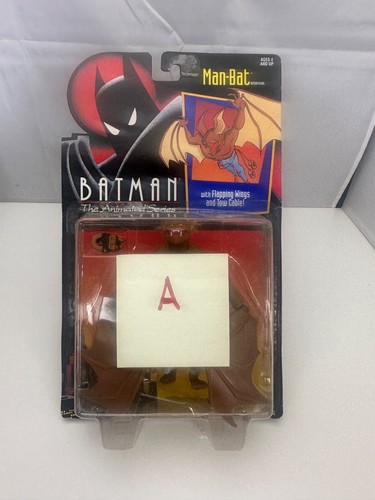 AGES 4
AND UP
Man-Bat
with Flapping Wings
and Tow Cable!
BATMAN
The Animated Series
A